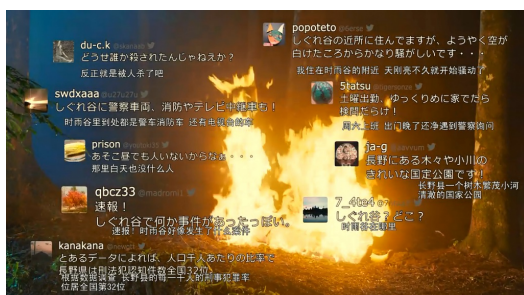 du-c.k
どうせ誰か殺されたんじゃねえか?
反正就是被人杀了吧
popoteto @6erse
しぐれ谷の近所に住んでますが、ようやく空が
白けたころからかなり騒がしいです・・・
我住在时雨谷的附近 天刚亮不久就开始骚动了
swdxaaa @u27u27u
しぐれ谷に警察車両、消防やテレビ中継車も!
时雨谷里到处都是警车消防车 还有电视台的车
5tatsu
土曜出勤、ゆっくりめに家でたら
検問だらけ!
周六上班 出门晚了还净遇到警察询问
prison
あそこ昼でも人いないからなぁ・・・
那里白天也没什么人
ja-g
長野にある木々や小川の
きれいな国定公園です!
长野县一个树木繁茂小河
清澈的国家公园
qbcz33 @madromi1
速報!
しぐれ谷で何か事件があったっぽい。
速报!时雨谷好像发生了什么案件
7_4te4
しぐれ谷?どこ?
时雨谷在哪里
kanakana @newgt
とあるデータによれば、人口千人あたりの比率で
長野県は刑法犯認知件数全国32位
根据数据调查 长野县的每一千人的刑事犯罪率
位居全国第32位